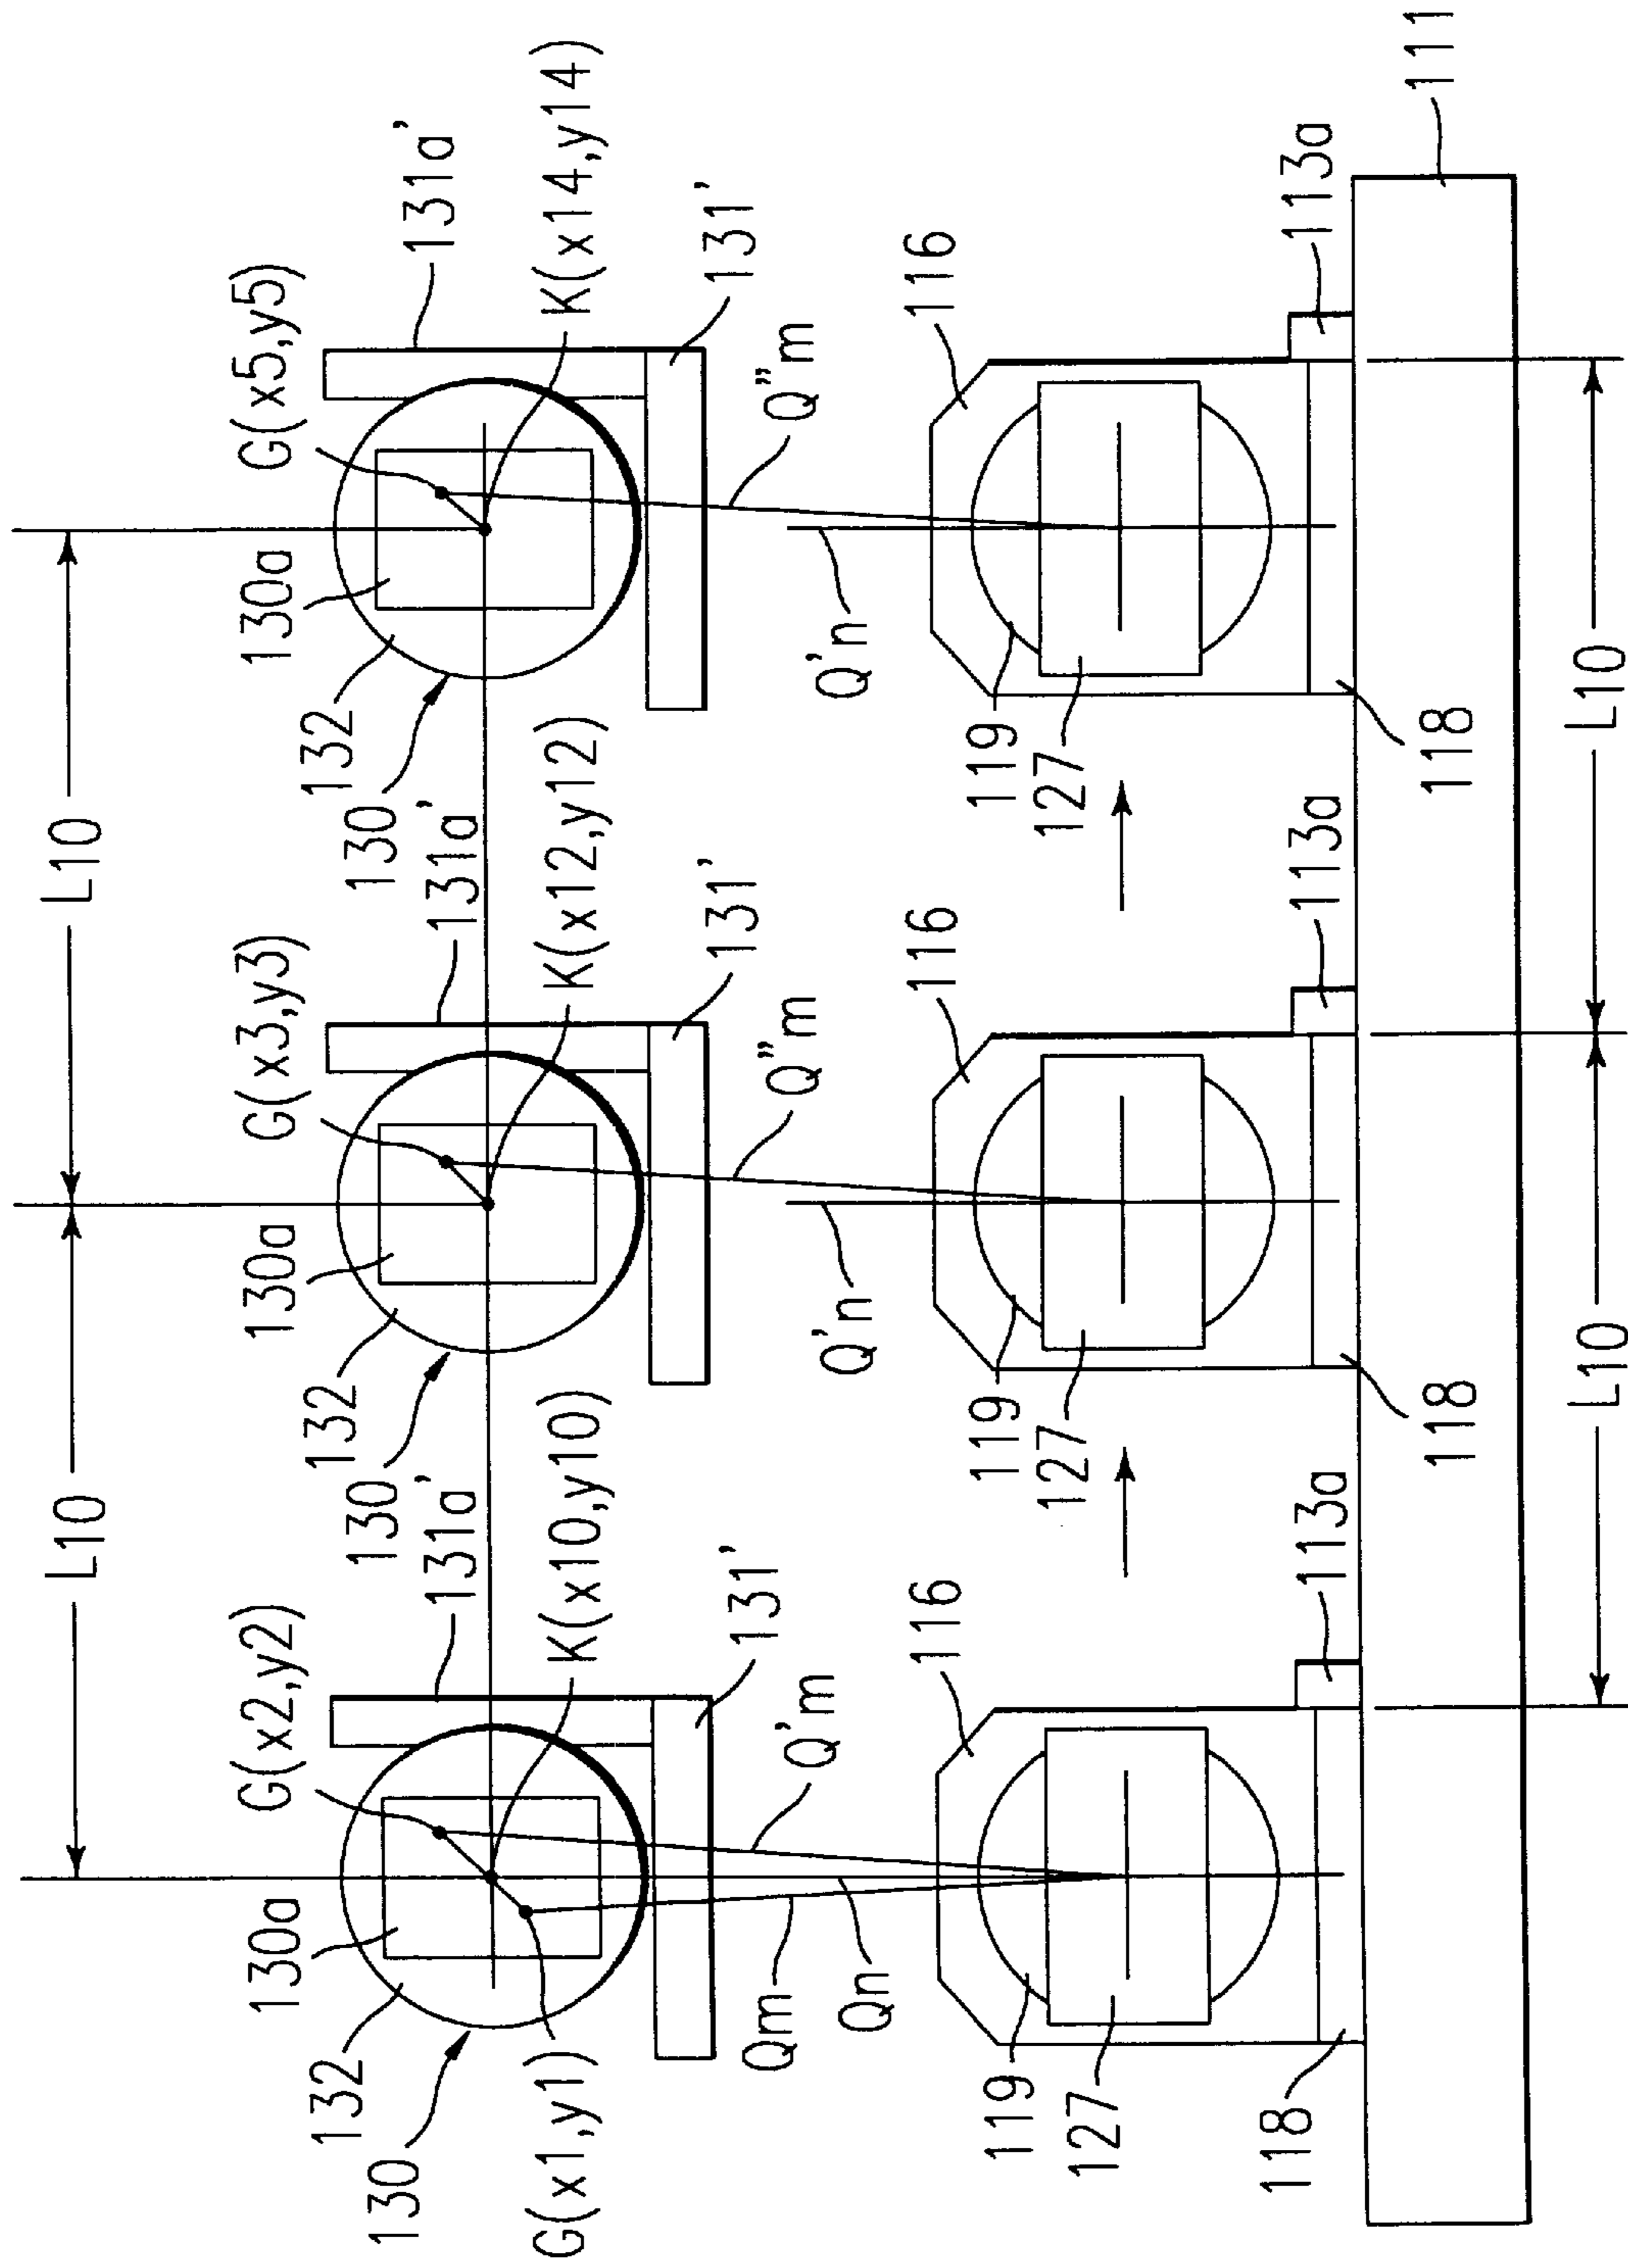 L10
L10
G(x2,y2)
131a'
G(x3,y3)
131a'
G(x5,y5)
131a'
130a
130a
130a
132
132
132
130
130
130
G(x1,y1)
K(x10,y10)
K(x12,y12)
K(x14,y14)
131'
131'
131'
Qm
Qn
Q'm
Q'n
Q"m
Q'n
Q"m
116
116
116
119
127
119
127
119
127
118
113a
118
113a
118
113a
111
L10
L10